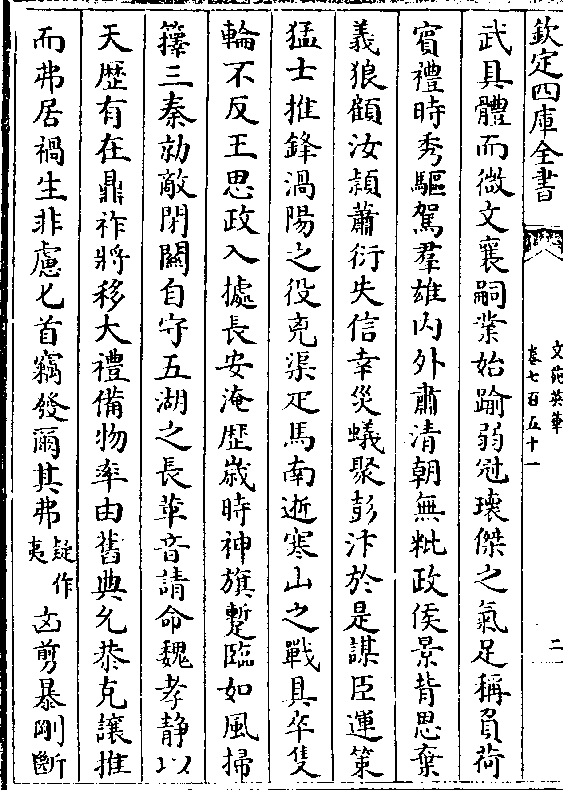 欽定四庫全書
文苑英華
卷七百五十一
二
武具體而微文襄嗣業始踰弱冠瓌傑之氣足稱負荷
賔禮時秀驅駕羣雄内外肅清朝無粃政侯景背思棄
義狼顧汝潁蕭衍失信幸災蟻聚彭汴於是謀臣運策
猛士推鋒渦陽之役克渠疋馬南逝寒山之戰具卒隻
輪不反王思政入據長安淹歴歳時神旗蹔臨如風掃
籜三秦勍敵閉關自守五湖之長革音請命魏孝静以
天歴有在鼎祚將移大禮備物率由舊典允恭克讓推
而弗居禍生非慮匕首竊發爾其弗疑作夷凶剪暴剛斷